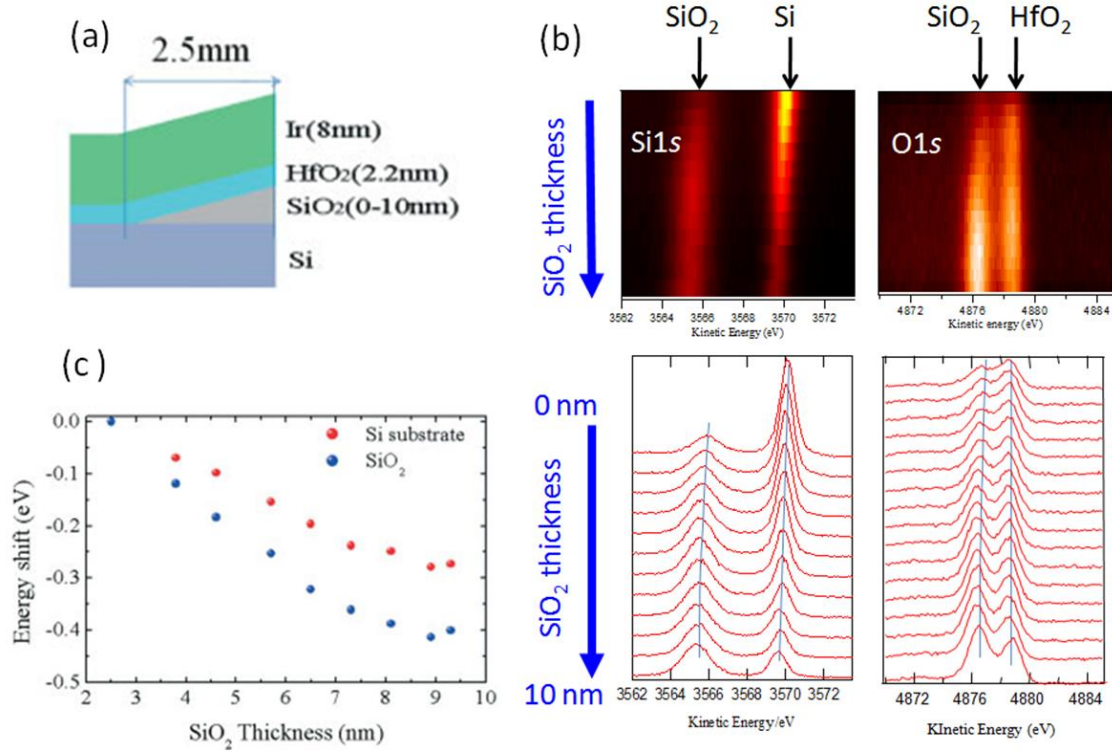 (a)
2.5mm
Ir(8nm)
HfO₂(2.2nm)
SiO₂(0-10nm)
Si
(b)
SiO₂ Si SiO₂ HfO₂
Si1s O1s
SiO₂ thickness
3562 3564 3566 3568 3570 3572
Kinetic Energy (eV)
4872 4876 4880 4884
Kinetic energy (eV)
0 nm
SiO₂ thickness
10 nm
3562 3564 3566 3568 3570 3572
Kinetic Energy/eV
4872 4876 4880 4884
KInetic Energy (eV)
(c)
0.0
-0.1
-0.2
-0.3
-0.4
-0.5
Energy shift (eV)
Si substrate
SiO₂
2 3 4 5 6 7 8 9 10
SiO₂ Thickness (nm)